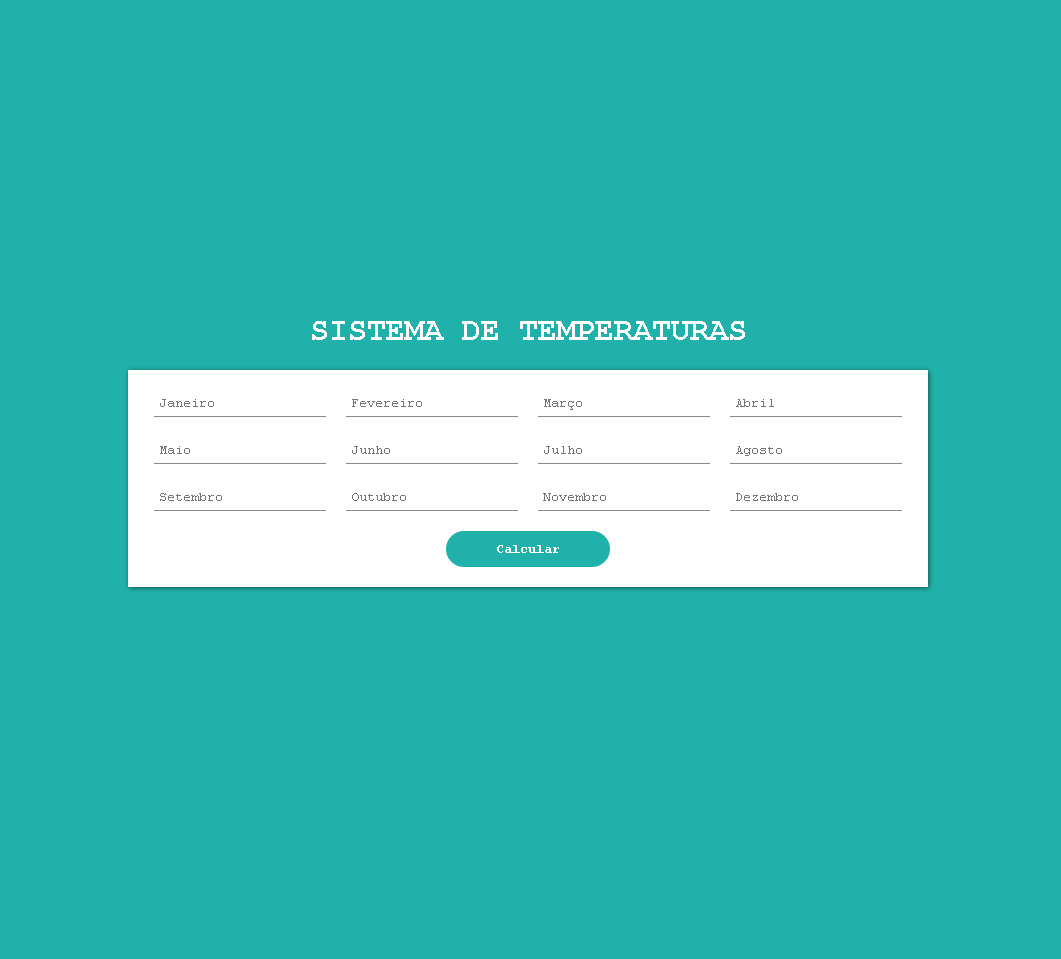 SISTEMA DE TEMPERATURAS
Janeiro Fevereiro Março Abril
Maio Junho Julho Agosto
Setembro Outubro Novembro Dezembro
Calcular